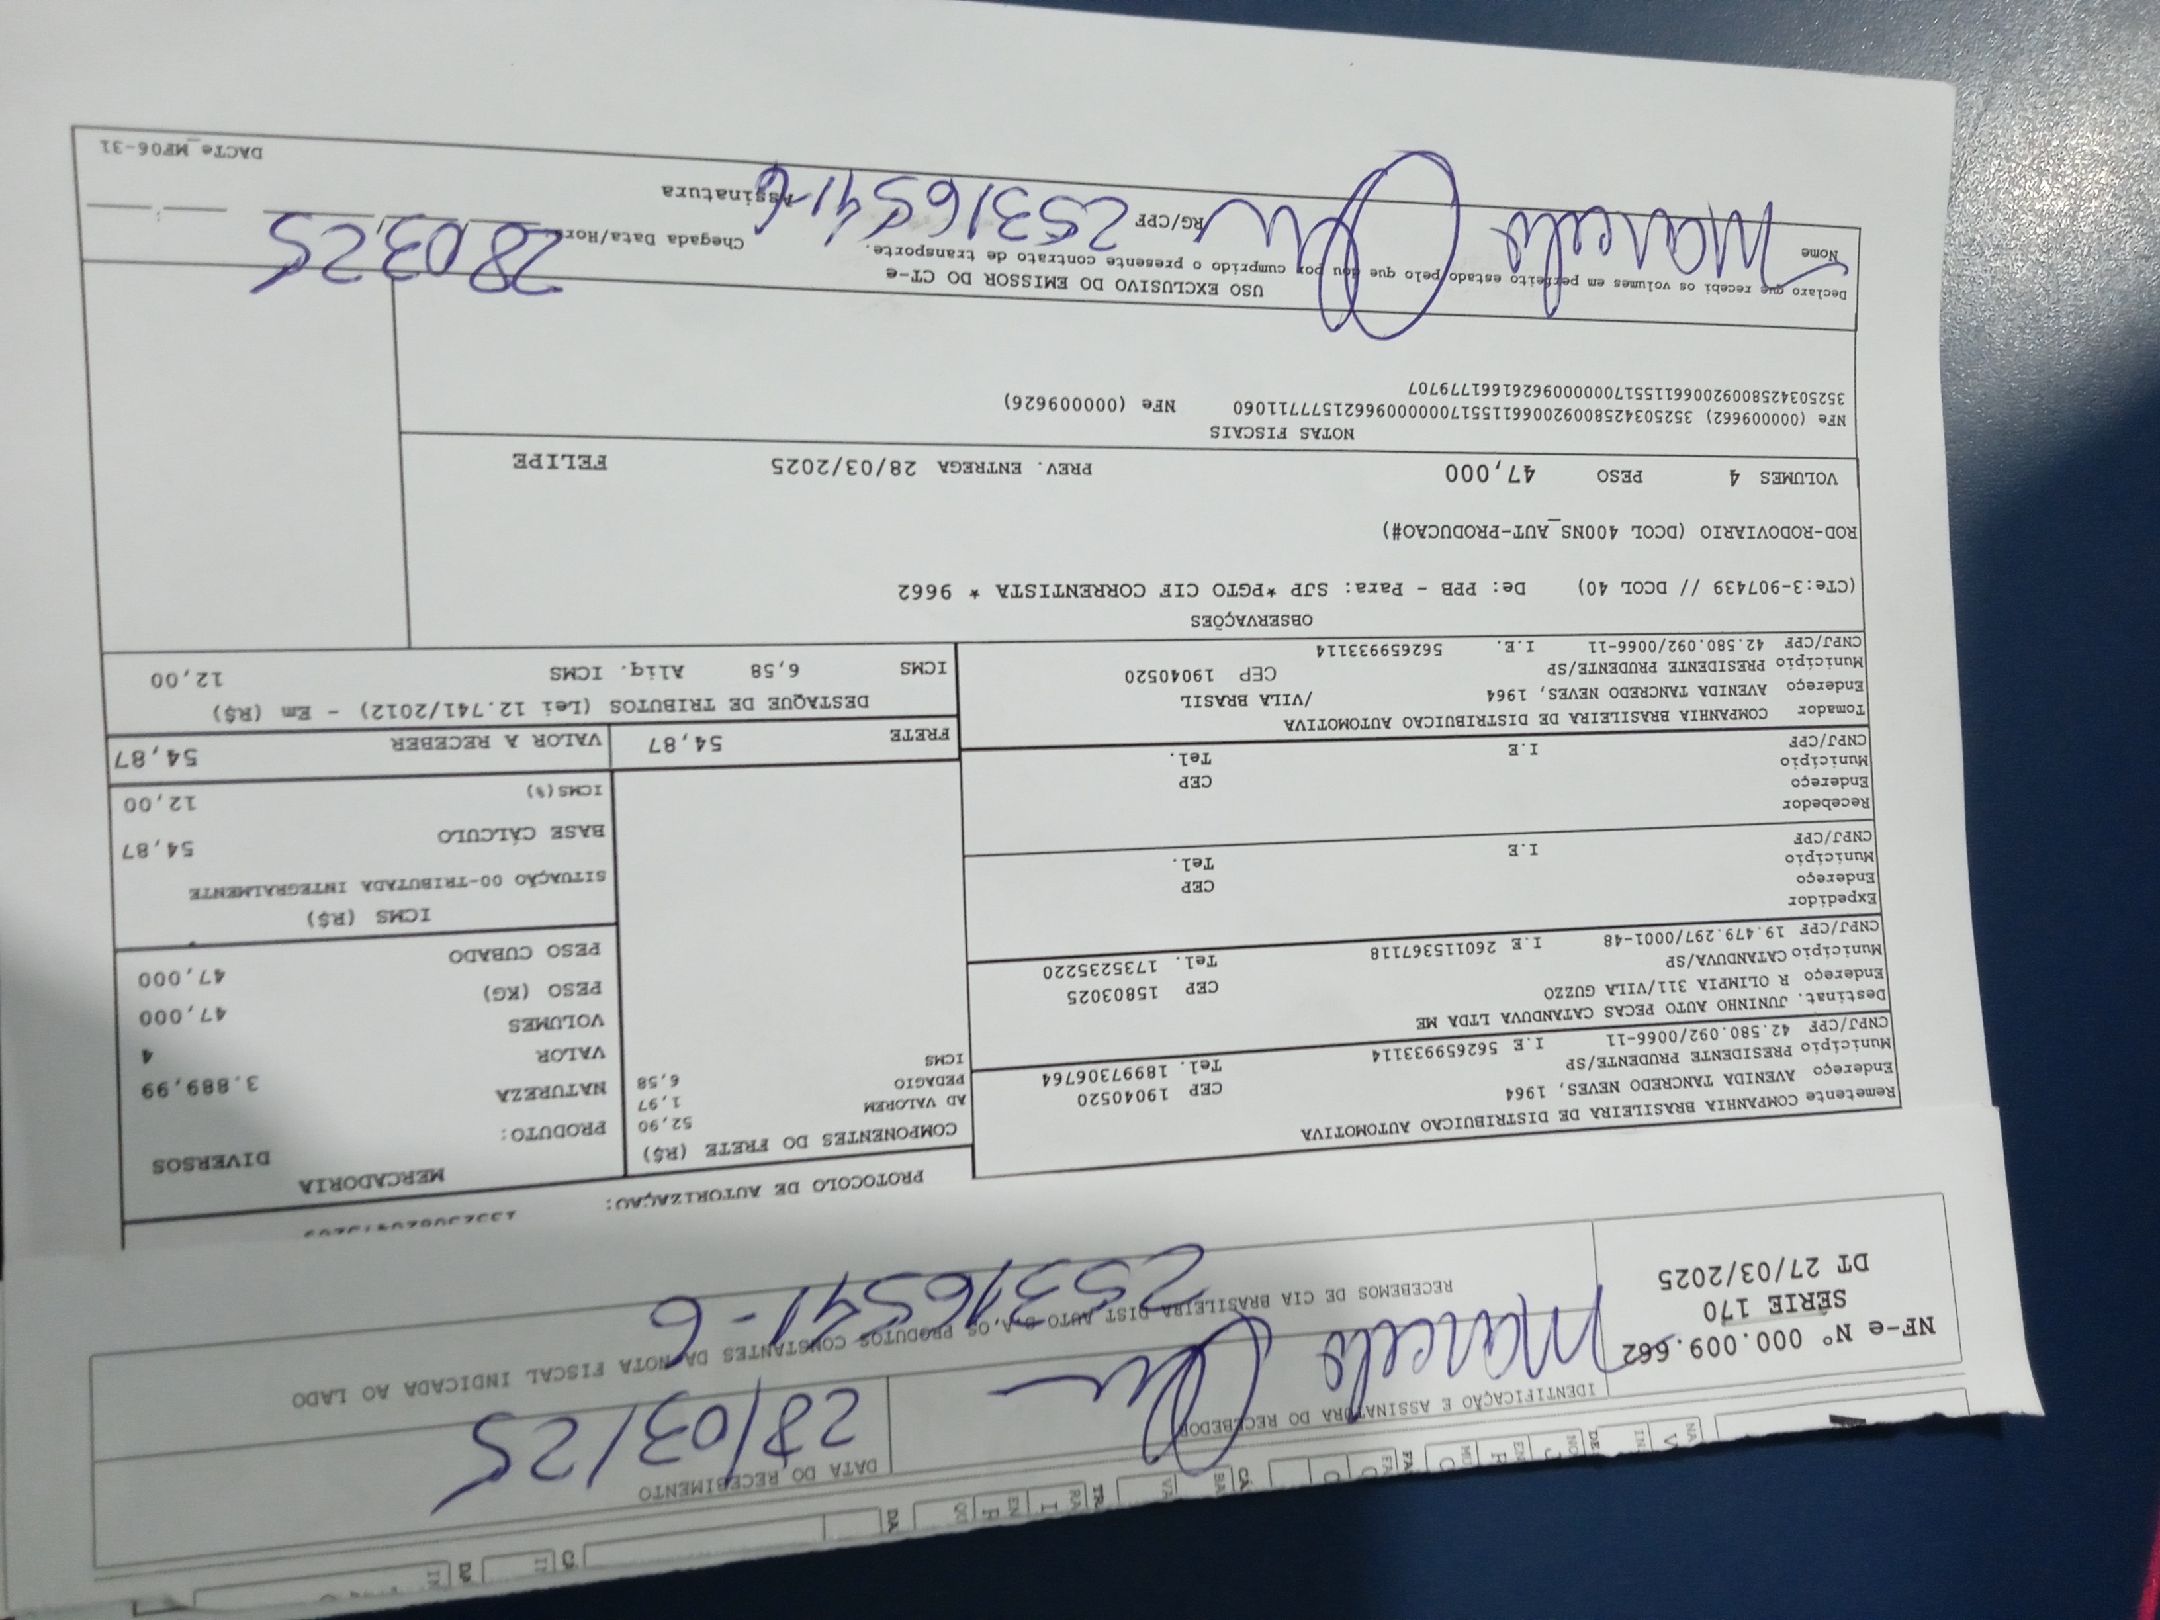 NF-e Nº 000.009.662
SÉRIE 170
DT 27/03/2025
IDENTIFICAÇÃO E ASSINATURA DO RECEBEDOR
Marcelo
253165541-6
DATA DO RECEBIMENTO
28/03/25
RECEBEMOS DE CIA BRASILEIRA DIST AUTO S.A,OS PRODUTOS CONSTANTES DA NOTA FISCAL INDICADA AO LADO
PROTOCOLO DE AUTORIZAÇÃO:
Remetente COMPANHIA BRASILEIRA DE DISTRIBUICAO AUTOMOTIVA
Endereço AVENIDA TANCREDO NEVES, 1964 CEP 19040520
Município PRESIDENTE PRUDENTE/SP Tel. 18997306764
CNPJ/CPF 42.580.092/0066-11 I.E 56265933114
Destinat. JUNINHO AUTO PECAS CATANDUVA LTDA ME
Endereço R OLIMPIA 311/VILA GUZZO CEP 15803025
Município CATANDUVA/SP Tel. 1735235220
CNPJ/CPF 19.479.297/0001-48 I.E 260115367118
Expedidor
Endereço CEP
Município Tel.
CNPJ/CPF I.E
Recebedor
Endereço CEP
Município Tel.
CNPJ/CPF I.E
Tomador COMPANHIA BRASILEIRA DE DISTRIBUICAO AUTOMOTIVA
Endereço AVENIDA TANCREDO NEVES, 1964 /VILA BRASIL
Município PRESIDENTE PRUDENTE/SP CEP 19040520
CNPJ/CPF 42.580.092/0066-11 I.E. 56265933114
COMPONENTES DO FRETE (R$)
52,90
AD VALOREM 1,97
PEDAGIO 6,58
ICMS
MERCADORIA
PRODUTO: DIVERSOS
NATUREZA
VALOR 3.889,99
VOLUMES 4
PESO (KG) 47,000
PESO CUBADO 47,000
ICMS (R$)
SITUAÇÃO 00-TRIBUTADA INTEGRALMENTE
BASE CÁLCULO 54,87
ICMS(%) 12,00
FRETE 54,87 VALOR A RECEBER 54,87
DESTAQUE DE TRIBUTOS (Lei 12.741/2012) - Em (R$)
ICMS 6,58 Aliq. ICMS 12,00
OBSERVAÇÕES
(CTe:3-907439 // DCOL 40) De: PPB - Para: SJP *PGTO CIF CORRENTISTA * 9662
ROD-RODOVIARIO (DCOL 400NS_AUT-PRODUCAO#)
VOLUMES 4 PESO 47,000 PREV. ENTREGA 28/03/2025 FELIPE
NOTAS FISCAIS
NFe (000009662) 35250342580092006611551700000096621577711060 NFe (000009626)
35250342580092006611551700000096261661779707
USO EXCLUSIVO DO EMISSOR DO CT-e
Declaro que recebi os volumes em perfeito estado pelo que dou por cumprido o presente contrato de transporte.
Nome Marcelo RG/CPF 253165541-6 Assinatura Chegada Data/Hora 28/03/25
DACTe_MF06-31